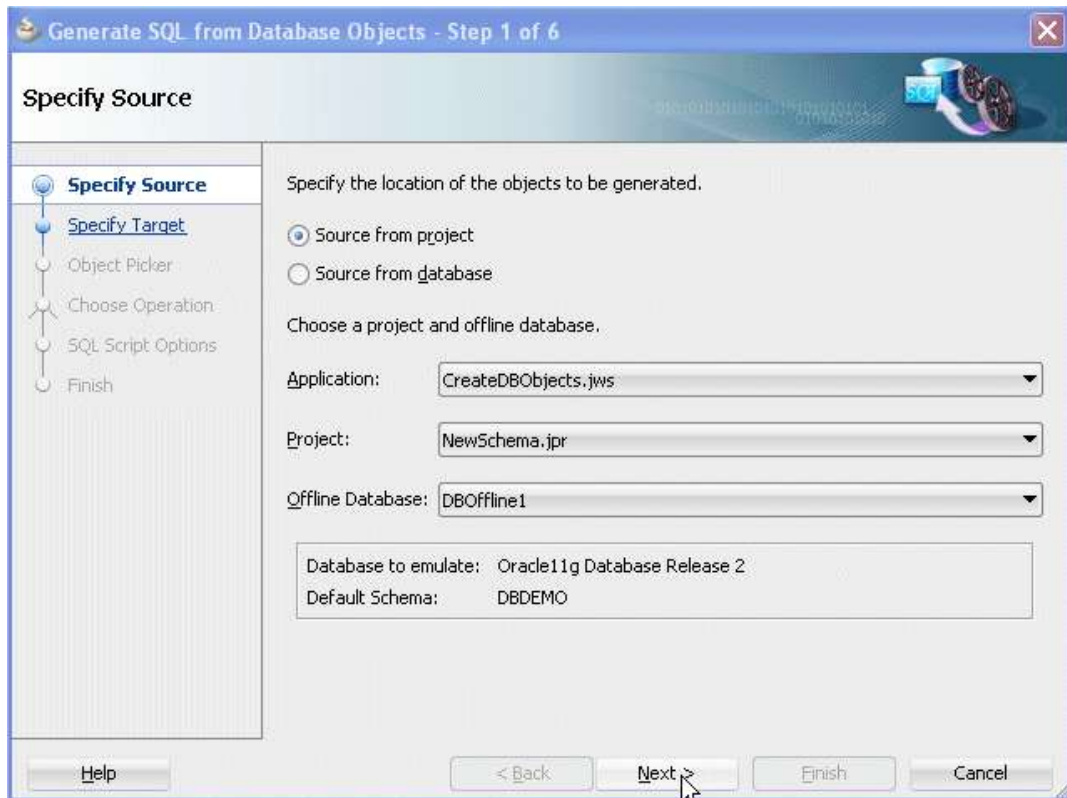 Generate SQL from Database Objects - Step 1 of 6
Specify Source
SQL
Specify Source
Specify Target
Object Picker
Choose Operation
SQL Script Options
Finish
Specify the location of the objects to be generated.
Source from project
Source from database
Choose a project and offline database.
Application: CreateDBObjects.jws
Project: NewSchema.jpr
Offline Database: DBOffline1
Database to emulate: Oracle11g Database Release 2
Default Schema: DBDEMO
Help
< Back
Next >
Finish
Cancel